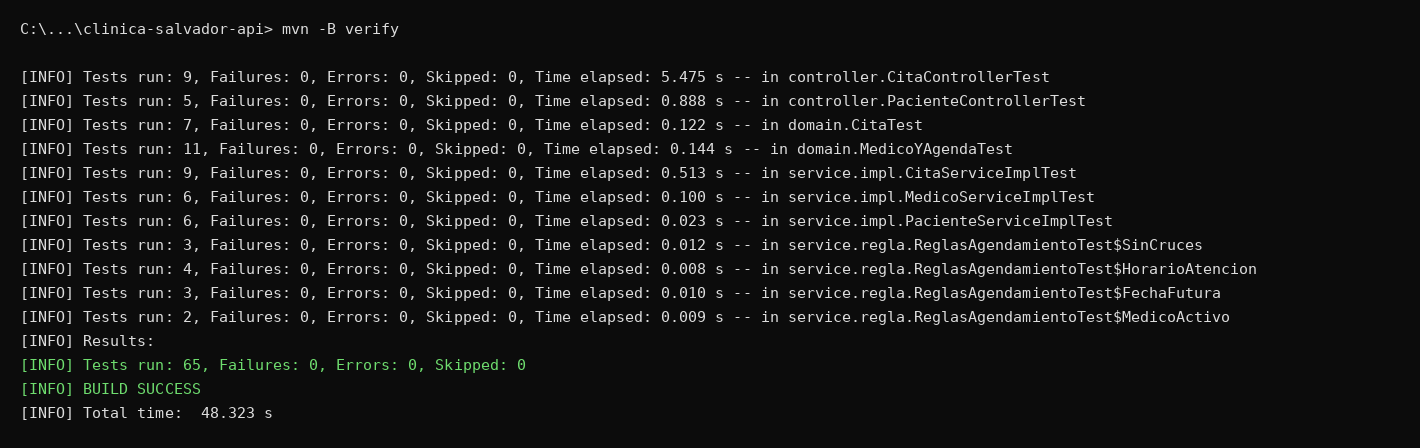 C:\...\clinica-salvador-api> mvn -B verify
[INFO] Tests run: 9, Failures: 0, Errors: 0, Skipped: 0, Time elapsed: 5.475 s -- in controller.CitaControllerTest
[INFO] Tests run: 5, Failures: 0, Errors: 0, Skipped: 0, Time elapsed: 0.888 s -- in controller.PacienteControllerTest
[INFO] Tests run: 7, Failures: 0, Errors: 0, Skipped: 0, Time elapsed: 0.122 s -- in domain.CitaTest
[INFO] Tests run: 11, Failures: 0, Errors: 0, Skipped: 0, Time elapsed: 0.144 s -- in domain.MedicoYAgendaTest
[INFO] Tests run: 9, Failures: 0, Errors: 0, Skipped: 0, Time elapsed: 0.513 s -- in service.impl.CitaServiceImplTest
[INFO] Tests run: 6, Failures: 0, Errors: 0, Skipped: 0, Time elapsed: 0.100 s -- in service.impl.MedicoServiceImplTest
[INFO] Tests run: 6, Failures: 0, Errors: 0, Skipped: 0, Time elapsed: 0.023 s -- in service.impl.PacienteServiceImplTest
[INFO] Tests run: 3, Failures: 0, Errors: 0, Skipped: 0, Time elapsed: 0.012 s -- in service.regla.ReglasAgendamientoTest$SinCruces
[INFO] Tests run: 4, Failures: 0, Errors: 0, Skipped: 0, Time elapsed: 0.008 s -- in service.regla.ReglasAgendamientoTest$HorarioAtencion
[INFO] Tests run: 3, Failures: 0, Errors: 0, Skipped: 0, Time elapsed: 0.010 s -- in service.regla.ReglasAgendamientoTest$FechaFutura
[INFO] Tests run: 2, Failures: 0, Errors: 0, Skipped: 0, Time elapsed: 0.009 s -- in service.regla.ReglasAgendamientoTest$MedicoActivo
[INFO] Results:
[INFO] Tests run: 65, Failures: 0, Errors: 0, Skipped: 0
[INFO] BUILD SUCCESS
[INFO] Total time:  48.323 s